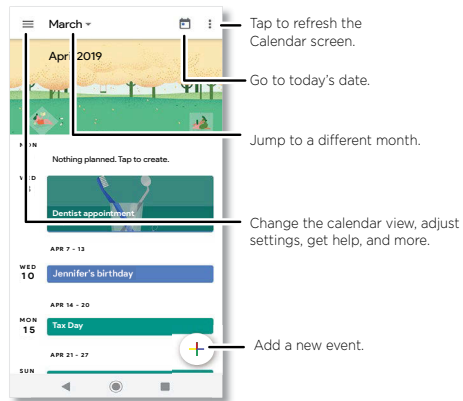 March
Tap to refresh the
Calendar screen.
April 2019
Go to today's date.
Jump to a different month.
MON
Nothing planned. Tap to create.
WED
Dentist appointment
Change the calendar view, adjust
settings, get help, and more.
APR 7 - 13
WED
10
Jennifer's birthday
APR 14 - 20
MON
15
Tax Day
Add a new event.
APR 21 - 27
SUN